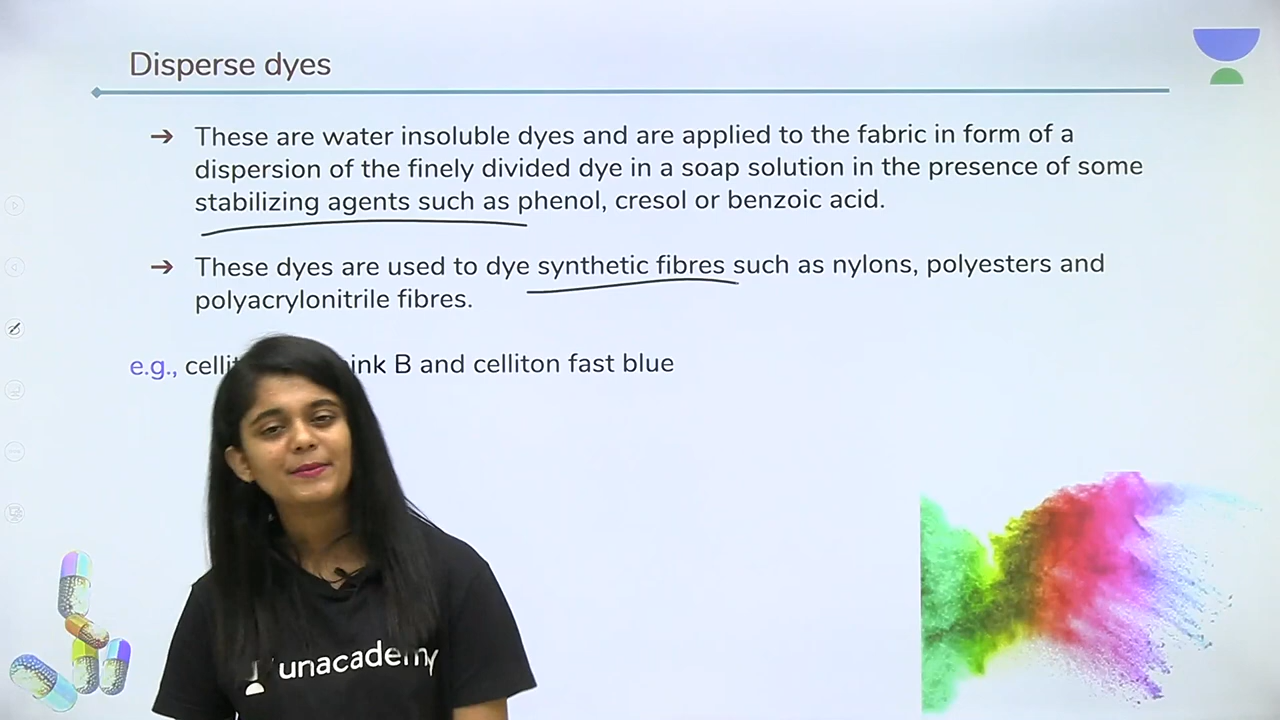 Disperse dyes
→ These are water insoluble dyes and are applied to the fabric in form of a
dispersion of the finely divided dye in a soap solution in the presence of some
stabilizing agents such as phenol, cresol or benzoic acid.
→ These dyes are used to dye synthetic fibres such as nylons, polyesters and
polyacrylonitrile fibres.
e.g., celli ink B and celliton fast blue
unacademy